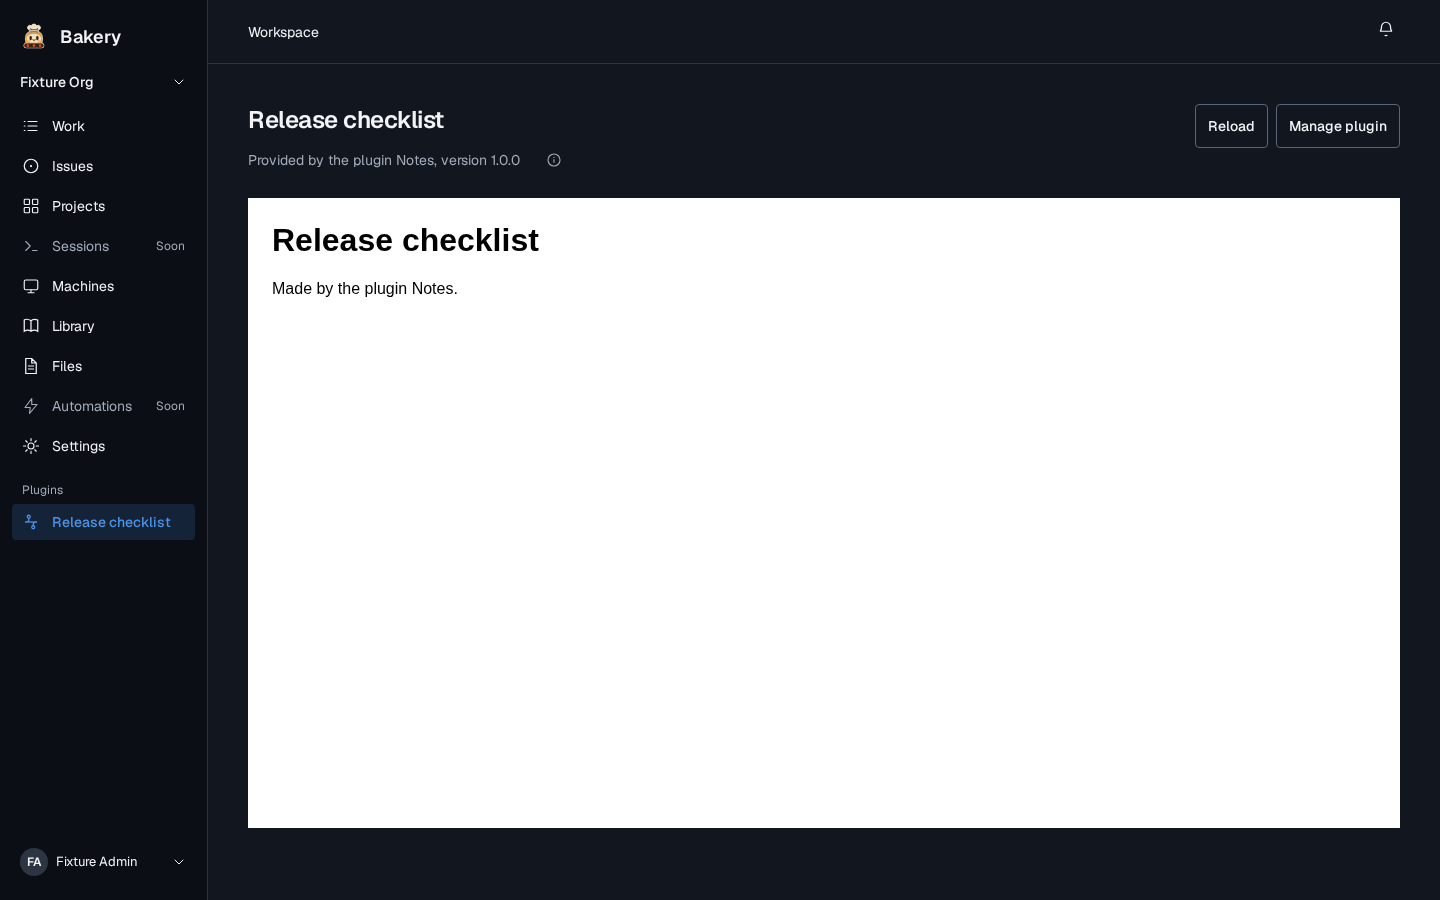 Bakery
Workspace
Fixture Org
Work
Issues
Projects
Sessions Soon
Machines
Library
Files
Automations Soon
Settings
Plugins
Release checklist
FA Fixture Admin
Release checklist
Reload Manage plugin
Provided by the plugin Notes, version 1.0.0
Release checklist
Made by the plugin Notes.